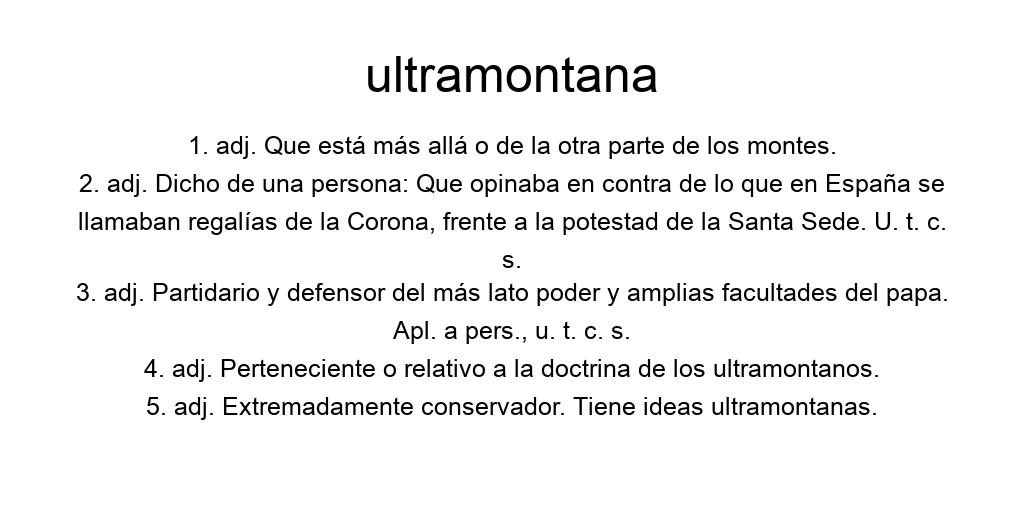 ultramontana
1. adj. Que está más allá o de la otra parte de los montes.
2. adj. Dicho de una persona: Que opinaba en contra de lo que en España se
llamaban regalías de la Corona, frente a la potestad de la Santa Sede. U. t. c.
s.
3. adj. Partidario y defensor del más lato poder y amplias facultades del papa.
Apl. a pers., u. t. c. s.
4. adj. Perteneciente o relativo a la doctrina de los ultramontanos.
5. adj. Extremadamente conservador. Tiene ideas ultramontanas.